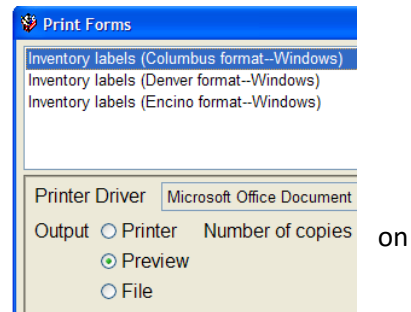 Print Forms
Inventory labels (Columbus format--Windows)
Inventory labels (Denver format--Windows)
Inventory labels (Encino format--Windows)
Printer Driver Microsoft Office Document
Output Printer Number of copies on
Preview
File